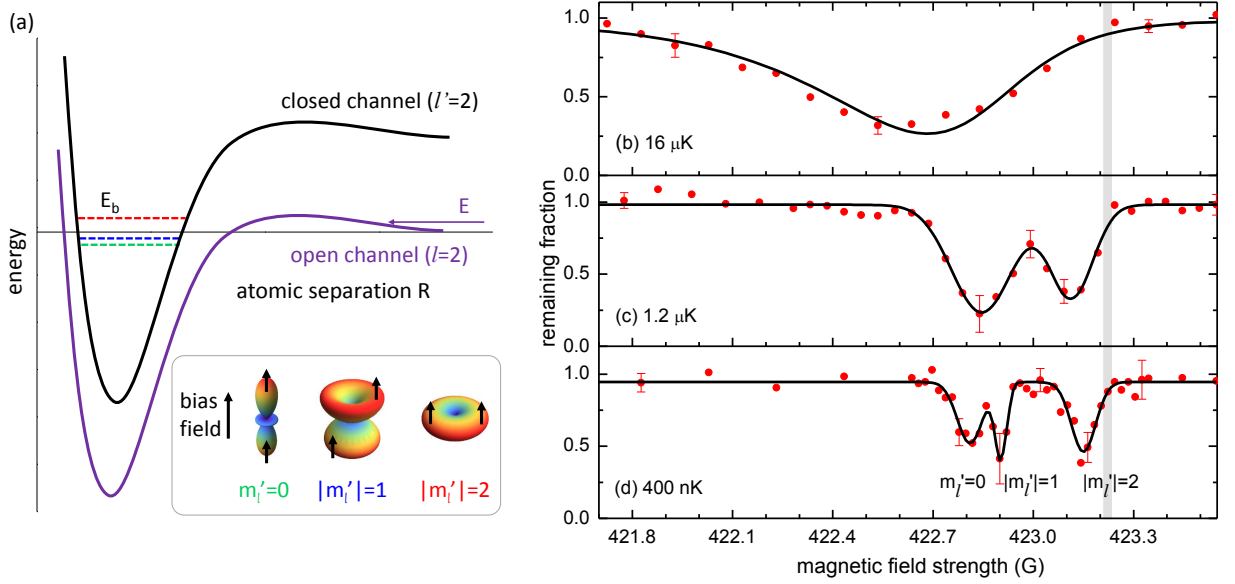 (a)
closed channel (l'=2)
E_b
E
open channel (l=2)
atomic separation R
energy
bias
field
m_l'=0
|m_l'|=1
|m_l'|=2
1.0
0.5
(b) 16 μK
1.0
0.0
0.5
(c) 1.2 μK
1.0
0.0
0.5
m_l'=0
|m_l'|=1
|m_l'|=2
(d) 400 nK
0.0
remaining fraction
421.8
422.1
422.4
422.7
423.0
423.3
magnetic field strength (G)